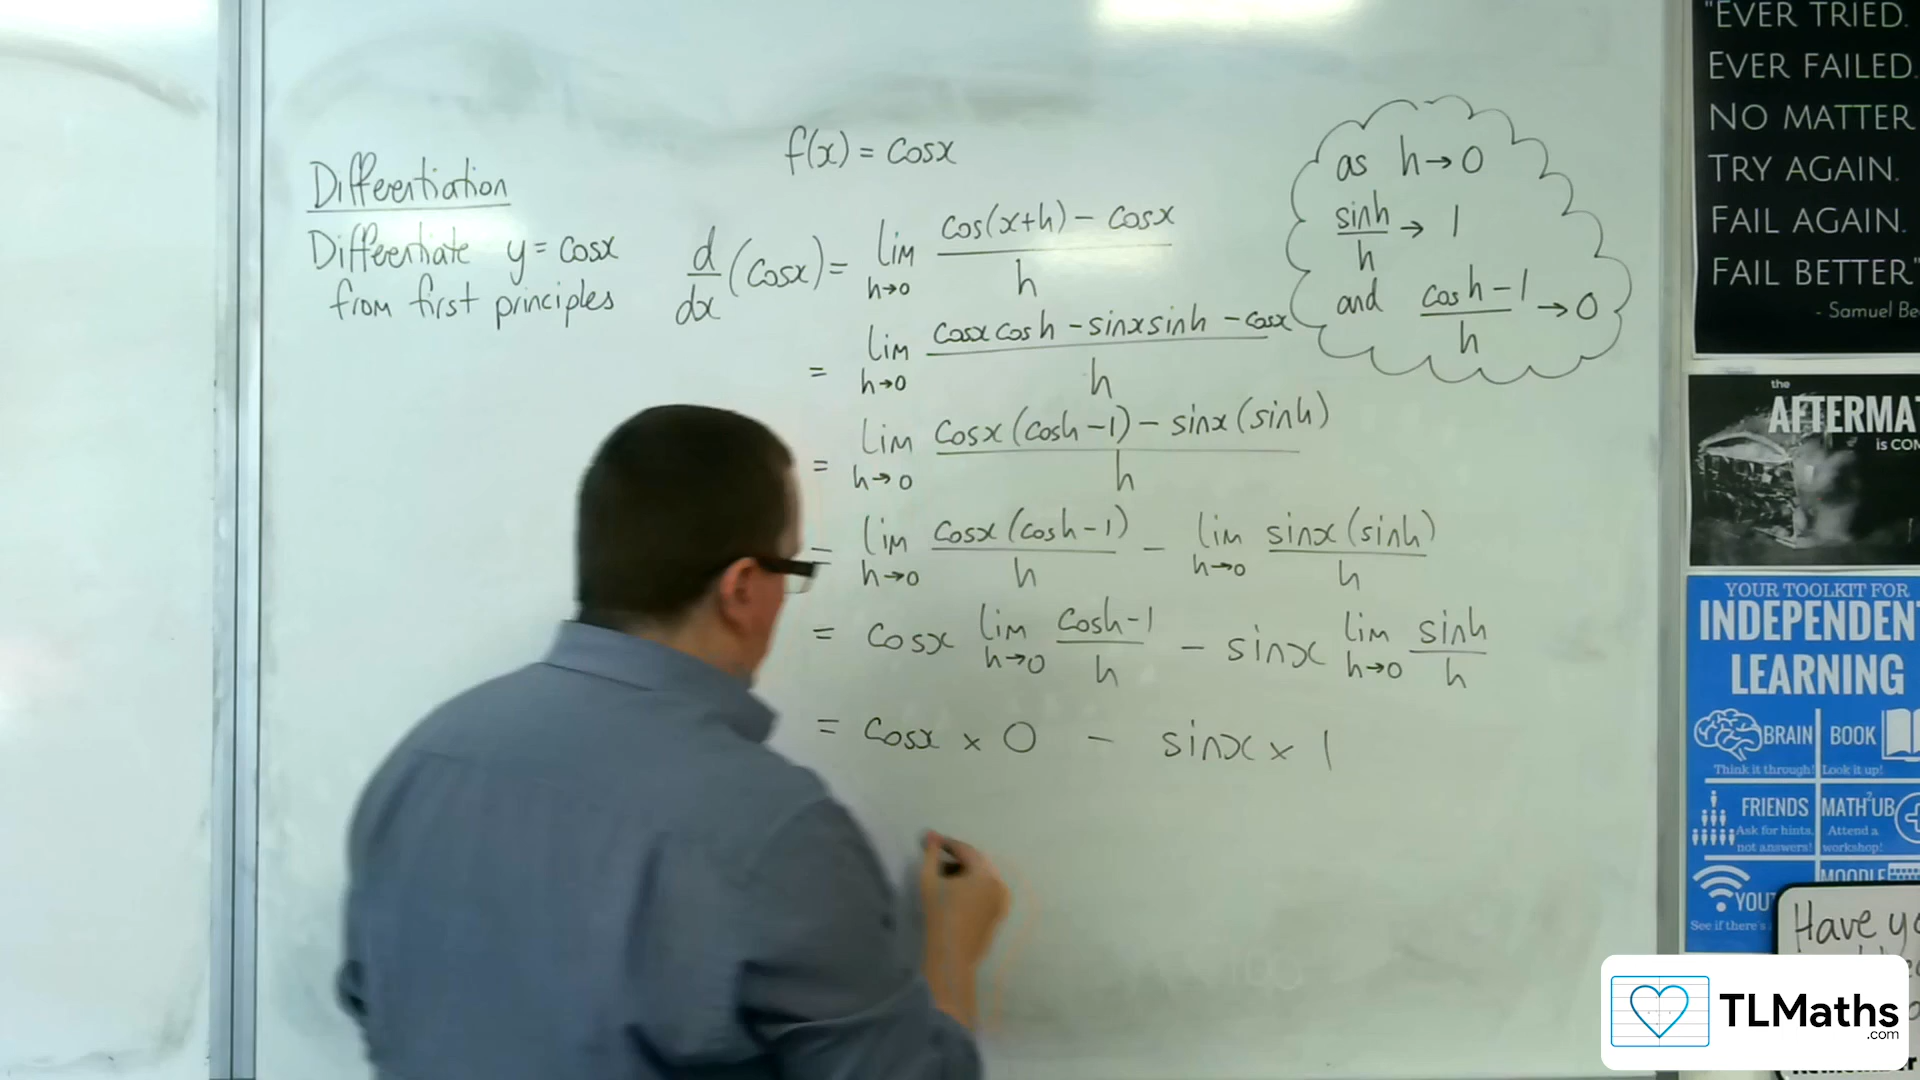 Differentiation
Differentiate y = cosx
from first principles
f(x) = cosx
d/dx (cosx) = lim h→0 (cos(x+h) − cosx)/h
= lim h→0 (cosx cosh − sinx sinh − cosx)/h
= lim h→0 (cosx(cosh−1) − sinx(sinh))/h
= lim h→0 (cosx(cosh−1))/h − lim h→0 (sinx(sinh))/h
= cosx lim h→0 (cosh−1)/h − sinx lim h→0 sinh/h
= cosx × 0 − sinx × 1
as h→0
sinh/h → 1
and (cosh−1)/h → 0
"EVER TRIED.
EVER FAILED.
NO MATTER
TRY AGAIN.
FAIL AGAIN.
FAIL BETTER"
- Samuel Be
the
AFTERMA
is CO
YOUR TOOLKIT FOR
INDEPENDEN
LEARNING
BRAIN
Think it through!
BOOK
Look it up!
FRIENDS
Ask for hints,
not answers!
MATH²UB
Attend a
workshop!
YOU
See if there's
MOODLE
Have yo
TLMaths
.com